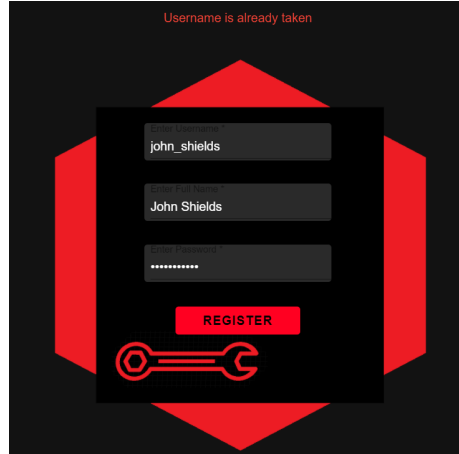 Username is already taken
Enter Username *
john_shields
Enter Full Name *
John Shields
Enter Password *
•••••••••••
REGISTER